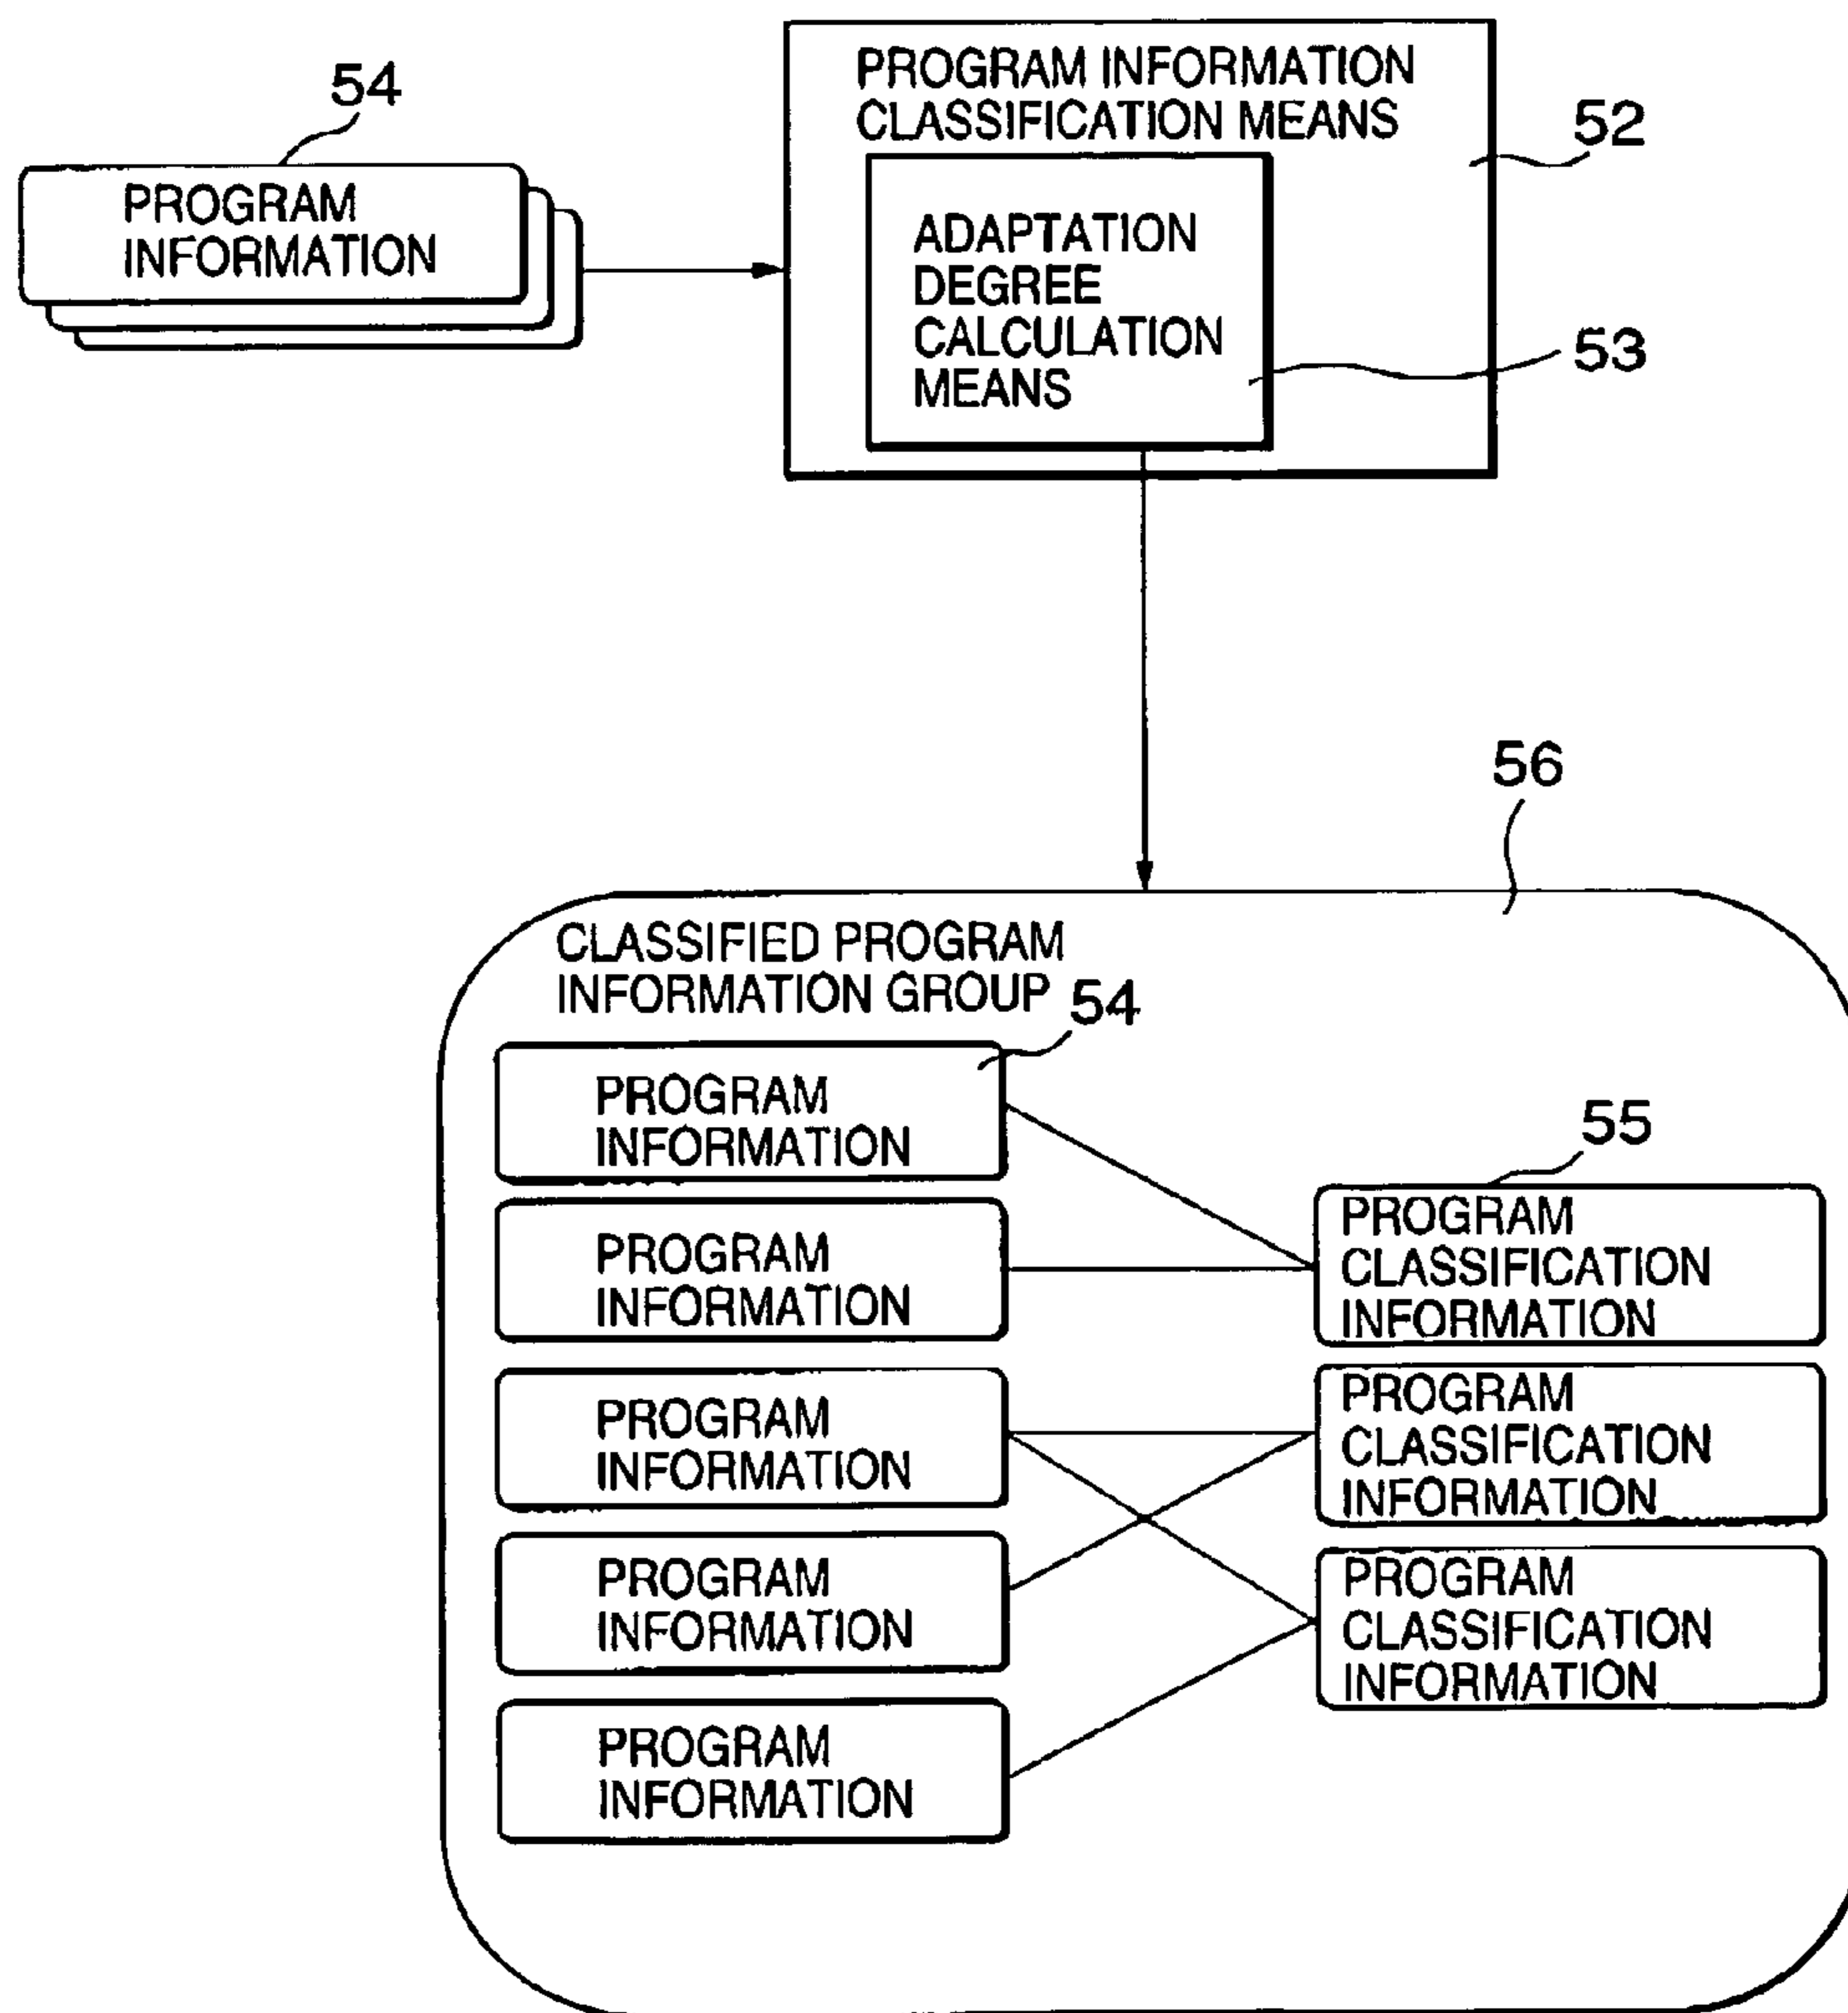 54
PROGRAM
INFORMATION
PROGRAM INFORMATION
CLASSIFICATION MEANS
52
ADAPTATION
DEGREE
CALCULATION
MEANS
53
56
CLASSIFIED PROGRAM
INFORMATION GROUP
54
PROGRAM
INFORMATION
PROGRAM
INFORMATION
PROGRAM
INFORMATION
PROGRAM
INFORMATION
PROGRAM
INFORMATION
55
PROGRAM
CLASSIFICATION
INFORMATION
PROGRAM
CLASSIFICATION
INFORMATION
PROGRAM
CLASSIFICATION
INFORMATION